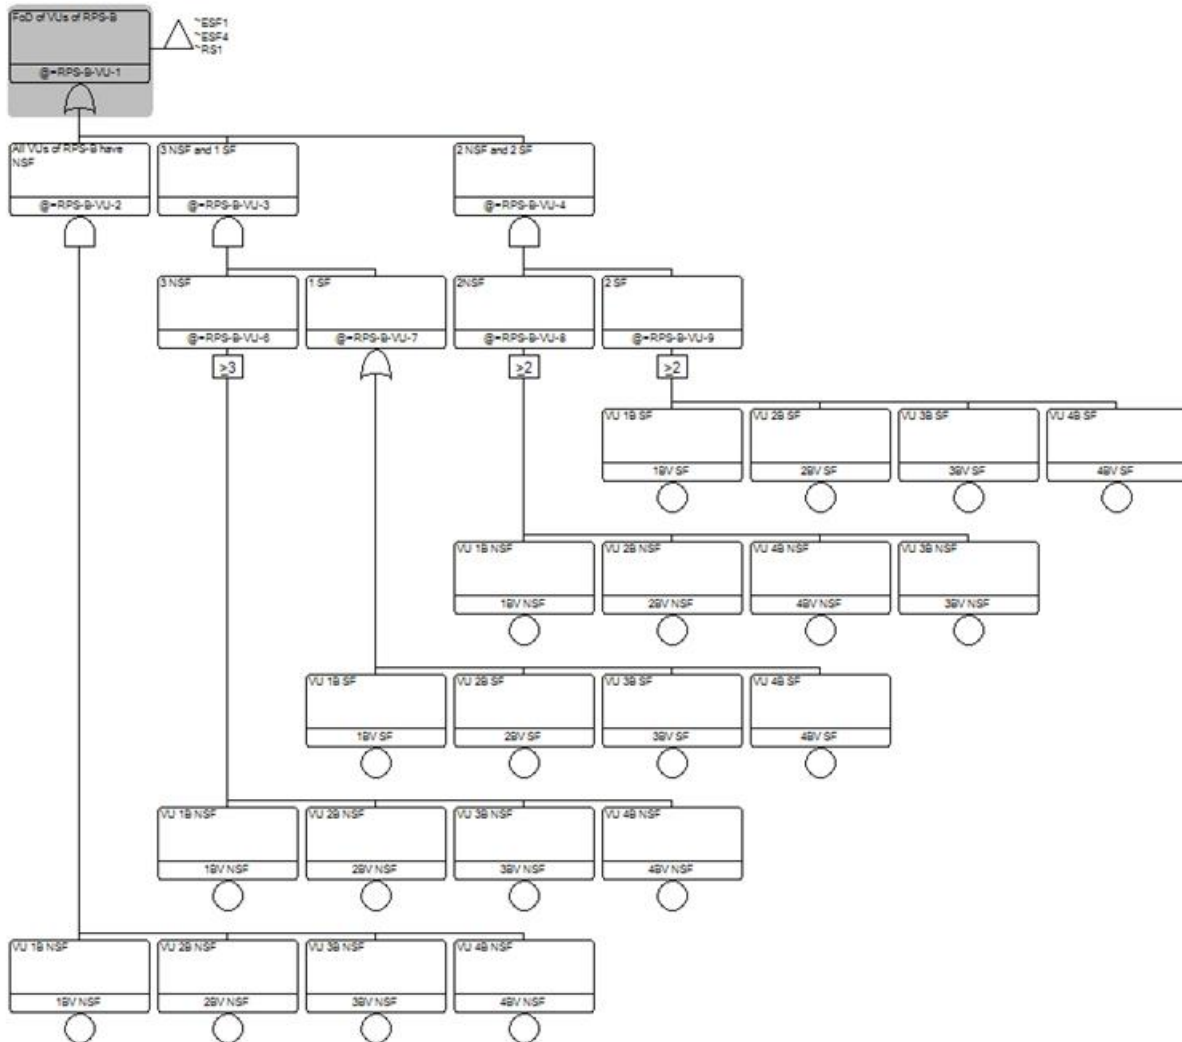 FoD of VUs of RPS-B
~ESF1
~ESF4
~RS1
@=RPS-B-VU-1
All VUs of RPS-B have
NSF
3 NSF and 1 SF
2 NSF and 2 SF
@=RPS-B-VU-2
@=RPS-B-VU-3
@=RPS-B-VU-4
3 NSF
1 SF
2NSF
2 SF
@=RPS-B-VU-6
@=RPS-B-VU-7
@=RPS-B-VU-8
@=RPS-B-VU-9
≥3
≥2
≥2
VU 1B SF
VU 2B SF
VU 3B SF
VU 4B SF
1BV SF
2BV SF
3BV SF
4BV SF
VU 1B NSF
VU 2B NSF
VU 4B NSF
VU 3B NSF
1BV NSF
2BV NSF
4BV NSF
3BV NSF
VU 1B SF
VU 2B SF
VU 3B SF
VU 4B SF
1BV SF
2BV SF
3BV SF
4BV SF
VU 1B NSF
VU 2B NSF
VU 3B NSF
VU 4B NSF
1BV NSF
2BV NSF
3BV NSF
4BV NSF
VU 1B NSF
VU 2B NSF
VU 3B NSF
VU 4B NSF
1BV NSF
2BV NSF
3BV NSF
4BV NSF